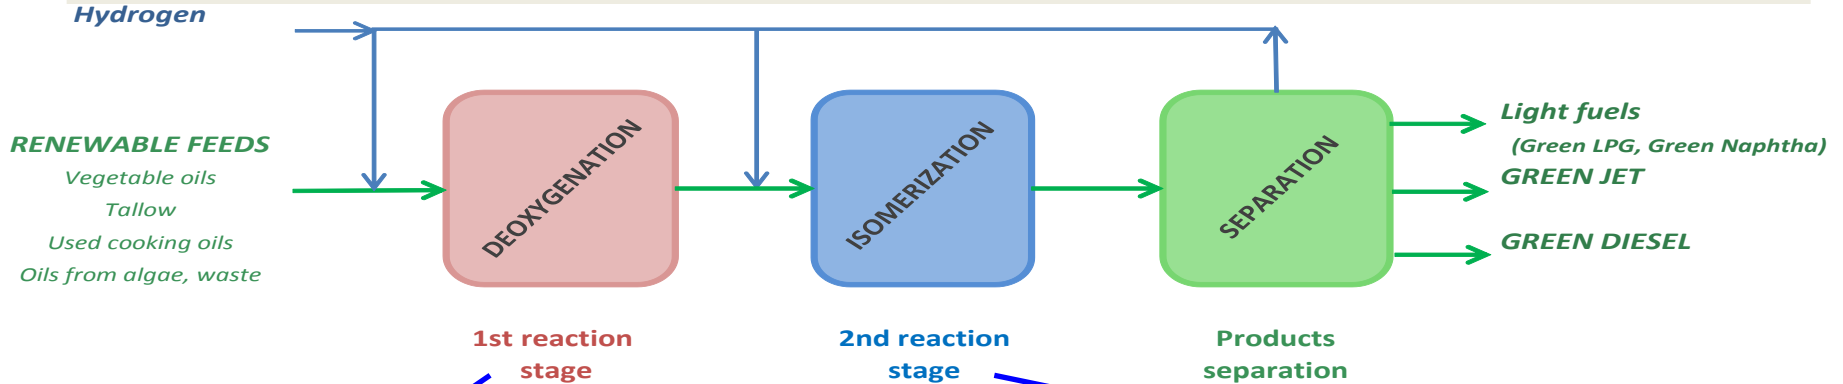 Hydrogen
RENEWABLE FEEDS
Vegetable oils
Tallow
Used cooking oils
Oils from algae, waste
DEOXYGENATION
ISOMERIZATION
SEPARATION
Light fuels
(Green LPG, Green Naphtha)
GREEN JET
GREEN DIESEL
1st reaction
stage
2nd reaction
stage
Products
separation